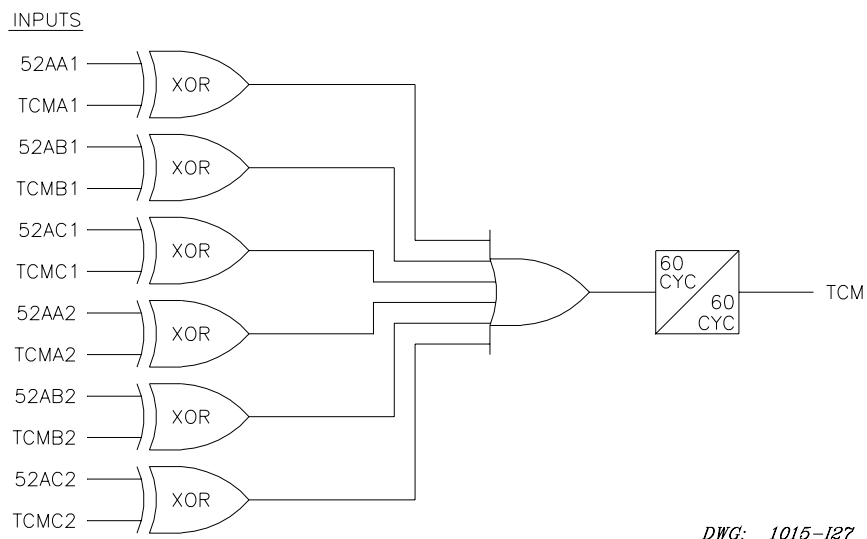 INPUTS
52AA1
XOR
TCMA1
52AB1
XOR
TCMB1
52AC1
XOR
TCMC1
60
CYC
60
CYC
TCM
52AA2
XOR
TCMA2
52AB2
XOR
TCMB2
52AC2
XOR
TCMC2
DWG: 1015-I27